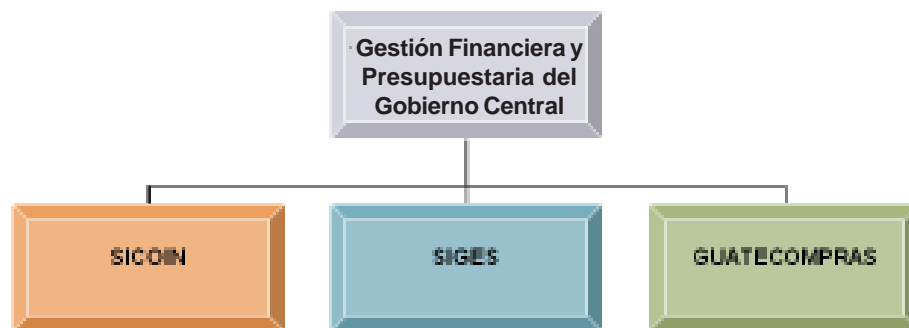 Gestión Financiera y
Presupuestaria del
Gobierno Central
SICOIN
SIGES
GUATECOMPRAS